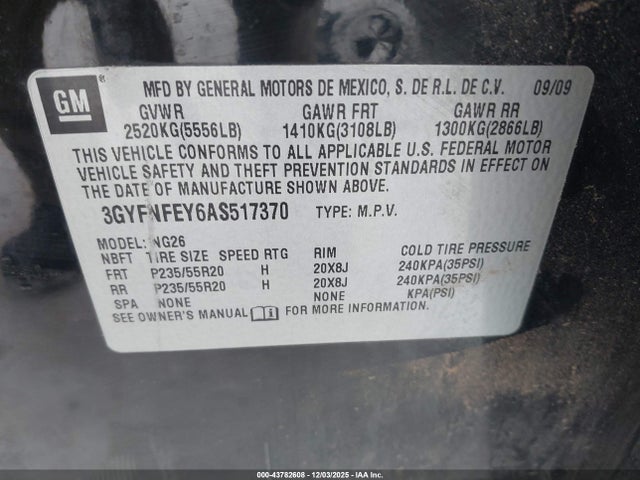 GM ®
MFD BY GENERAL MOTORS DE MEXICO, S. DE R.L. DE C.V. 09/09
GVWR GAWR FRT GAWR RR
2520KG(5556LB) 1410KG(3108LB) 1300KG(2866LB)
THIS VEHICLE CONFORMS TO ALL APPLICABLE U.S. FEDERAL MOTOR
VEHICLE SAFETY AND THEFT PREVENTION STANDARDS IN EFFECT ON
THE DATE OF MANUFACTURE SHOWN ABOVE.
3GYFNFEY6AS517370 TYPE: M.P.V.
MODEL: NG26
NBFT TIRE SIZE SPEED RTG RIM COLD TIRE PRESSURE
FRT P235/55R20 H 20X8J 240KPA(35PSI)
RR P235/55R20 H 20X8J 240KPA(35PSI)
SPA NONE NONE KPA(PSI)
SEE OWNER'S MANUAL FOR MORE INFORMATION.
000-43782608 - 12/03/2025 - IAAI.com